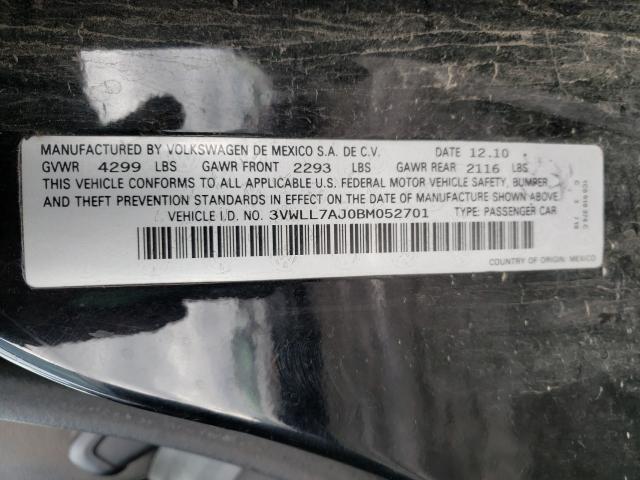 MANUFACTURED BY VOLKSWAGEN DE MEXICO S.A. DE C.V. DATE 12.10
GVWR 4299 LBS GAWR FRONT 2293 LBS GAWR REAR 2116 LBS
THIS VEHICLE CONFORMS TO ALL APPLICABLE U.S. FEDERAL MOTOR VEHICLE SAFETY, BUMPER
AND THEFT PREVENTION STANDARDS IN EFFECT ON THE DATE OF MANUFACTURE SHOWN ABOVE.
VEHICLE I.D. NO. 3VWLL7AJ0BM052701 TYPE: PASSENGER CAR
COUNTRY OF ORIGIN: MEXICO